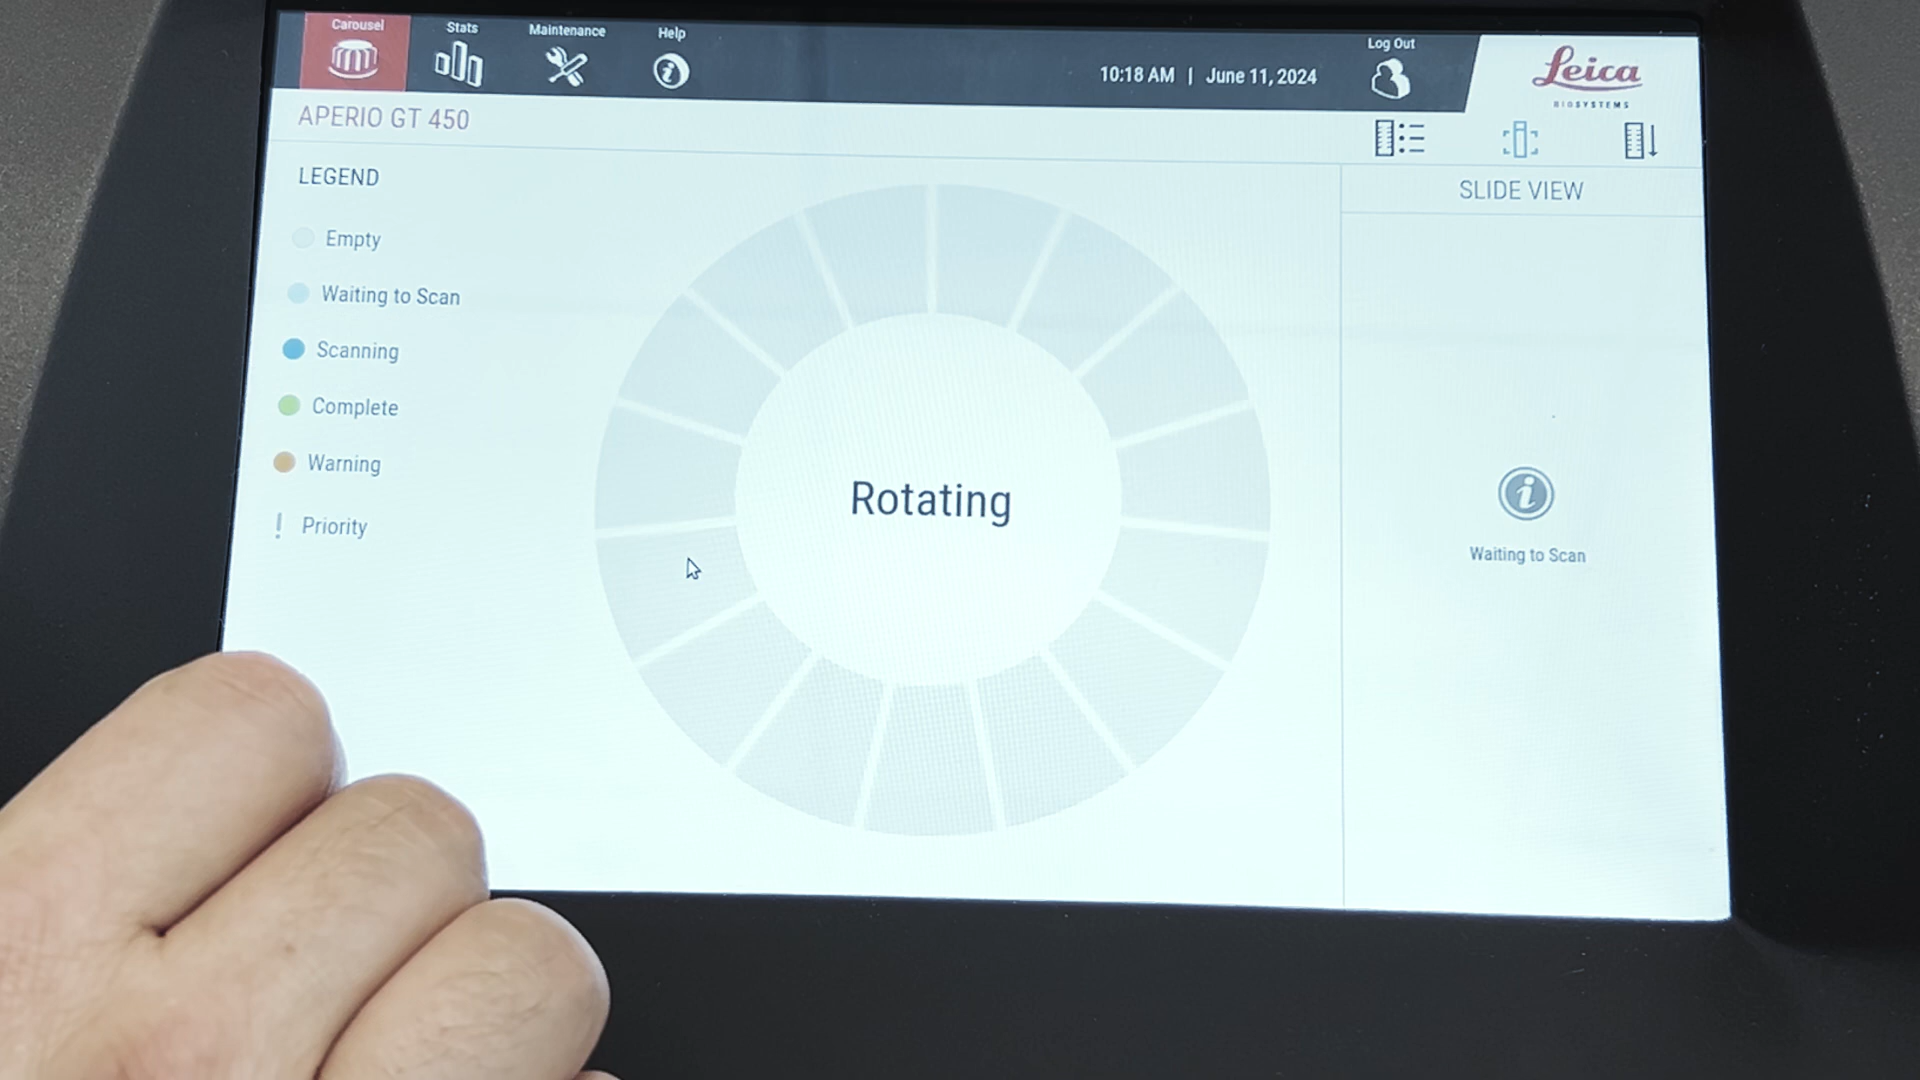 Carousel
Stats
Maintenance
Help
10:18 AM | June 11, 2024
Log Out
Leica
BIOSYSTEMS
APERIO GT 450
LEGEND
Empty
Waiting to Scan
Scanning
Complete
Warning
! Priority
Rotating
SLIDE VIEW
i
Waiting to Scan